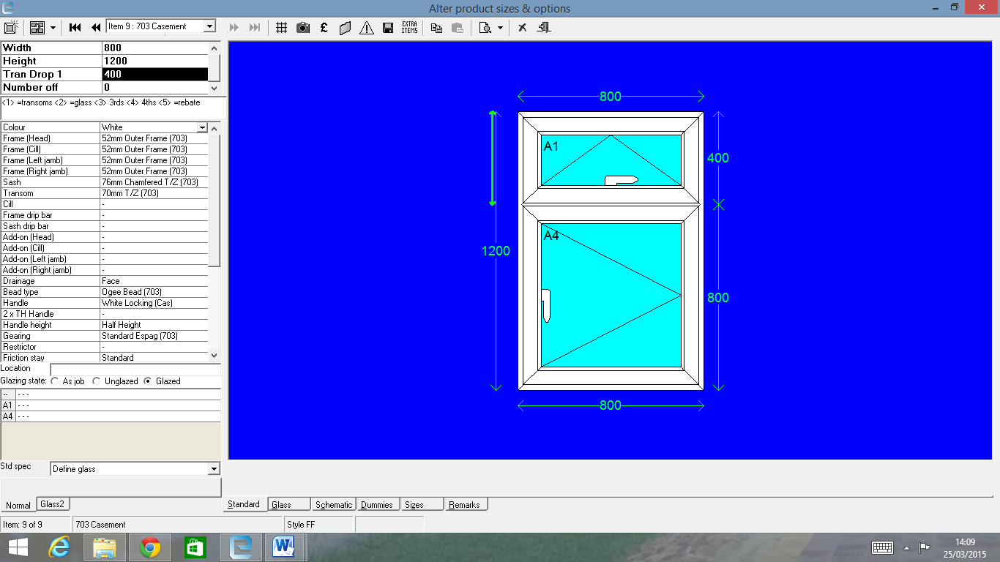 Alter product sizes & options
Item 9 : 703 Casement
£
EXTRA ITEMS
Width 800
Height 1200
Tran Drop 1 400
Number off 0
<1> =transoms <2> =glass <3> 3rds <4> 4ths <5> =rebate
Colour White
Frame (Head) 52mm Outer Frame (703)
Frame (Cill) 52mm Outer Frame (703)
Frame (Left jamb) 52mm Outer Frame (703)
Frame (Right jamb) 52mm Outer Frame (703)
Sash 76mm Chamfered T/Z (703)
Transom 70mm T/Z (703)
Cill -
Frame drip bar -
Sash drip bar -
Add-on (Head) -
Add-on (Cill) -
Add-on (Left jamb) -
Add-on (Right jamb) -
Drainage Face
Bead type Ogee Bead (703)
Handle White Locking (Cas)
2 x TH Handle -
Handle height Half Height
Gearing Standard Espag (703)
Restrictor -
Friction stay Standard
Location
Glazing state: As job Unglazed Glazed
-- ---
A1 ---
A4 ---
Std spec Define glass
Normal Glass2
800
A1
400
A4
1200
800
800
Standard Glass Schematic Dummies Sizes Remarks
Item: 9 of 9 703 Casement Style FF
14:09
25/03/2015